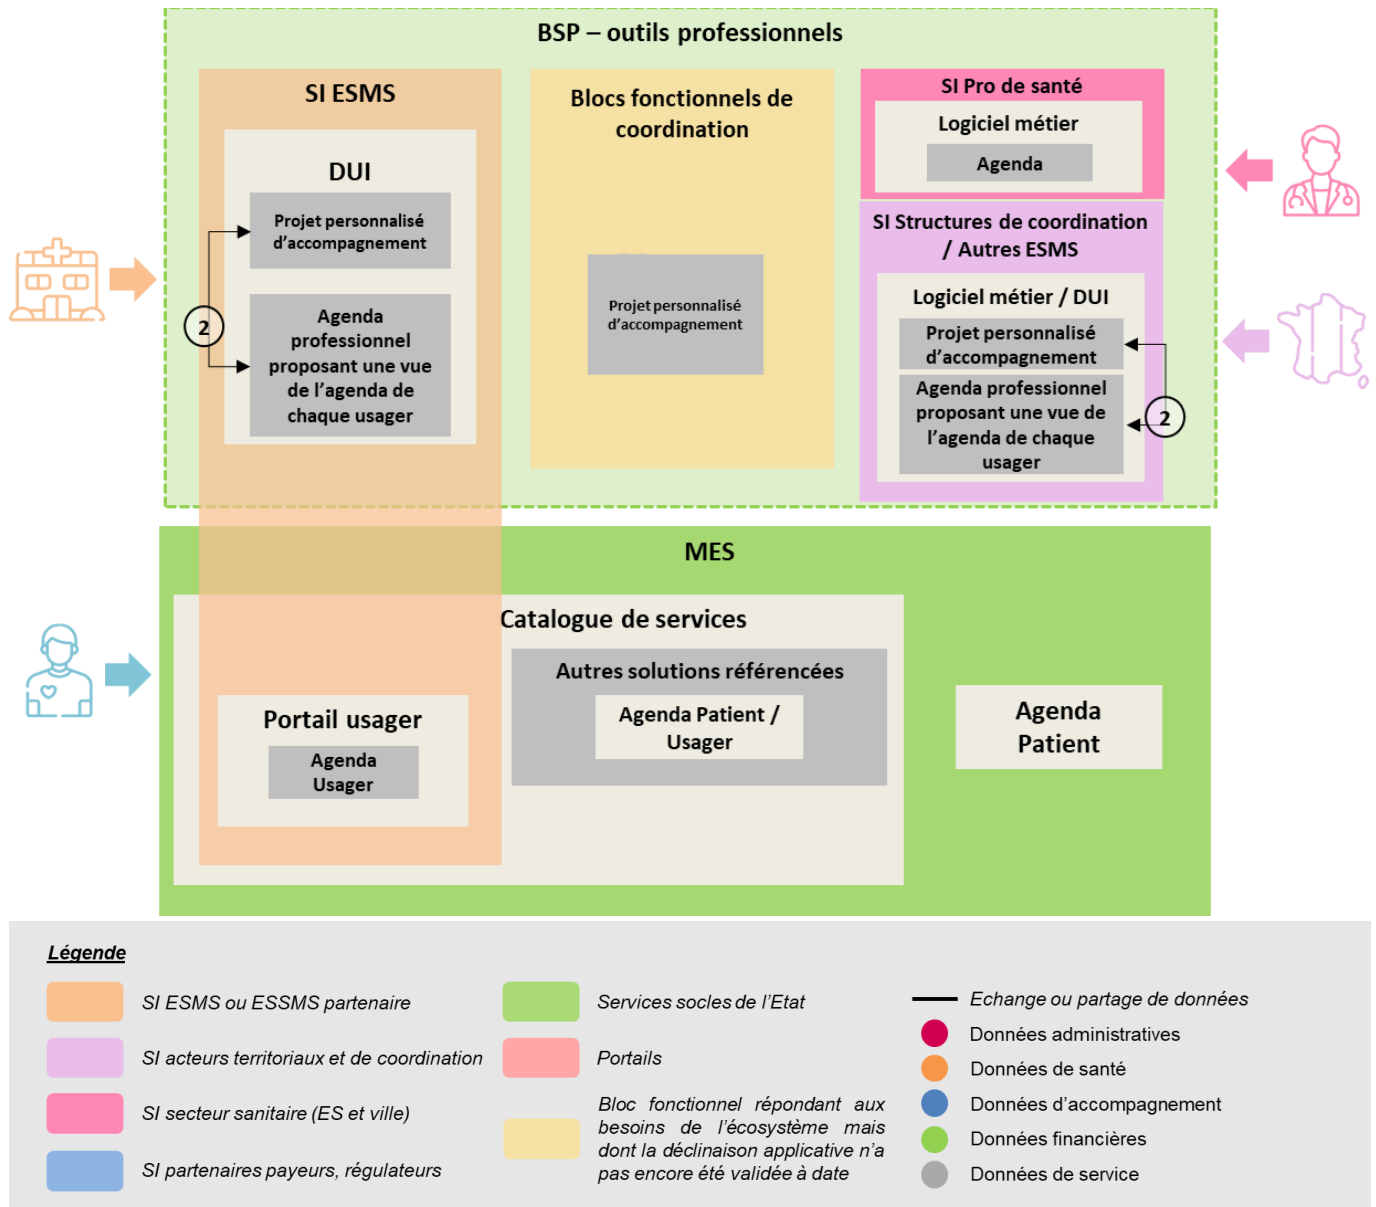 BSP – outils professionnels
SI ESMS
DUI
Projet personnalisé
d'accompagnement
2
Agenda
professionnel
proposant une vue
de l'agenda de
chaque usager
Blocs fonctionnels de
coordination
Projet personnalisé
d'accompagnement
SI Pro de santé
Logiciel métier
Agenda
SI Structures de coordination
/ Autres ESMS
Logiciel métier / DUI
Projet personnalisé
d'accompagnement
Agenda professionnel
proposant une vue de
l'agenda de chaque
usager
2
MES
Catalogue de services
Portail usager
Agenda
Usager
Autres solutions référencées
Agenda Patient /
Usager
Agenda
Patient
Légende
SI ESMS ou ESSMS partenaire
SI acteurs territoriaux et de coordination
SI secteur sanitaire (ES et ville)
SI partenaires payeurs, régulateurs
Services socles de l'Etat
Portails
Bloc fonctionnel répondant aux
besoins de l'écosystème mais
dont la déclinaison applicative n'a
pas encore été validée à date
Echange ou partage de données
Données administratives
Données de santé
Données d'accompagnement
Données financières
Données de service